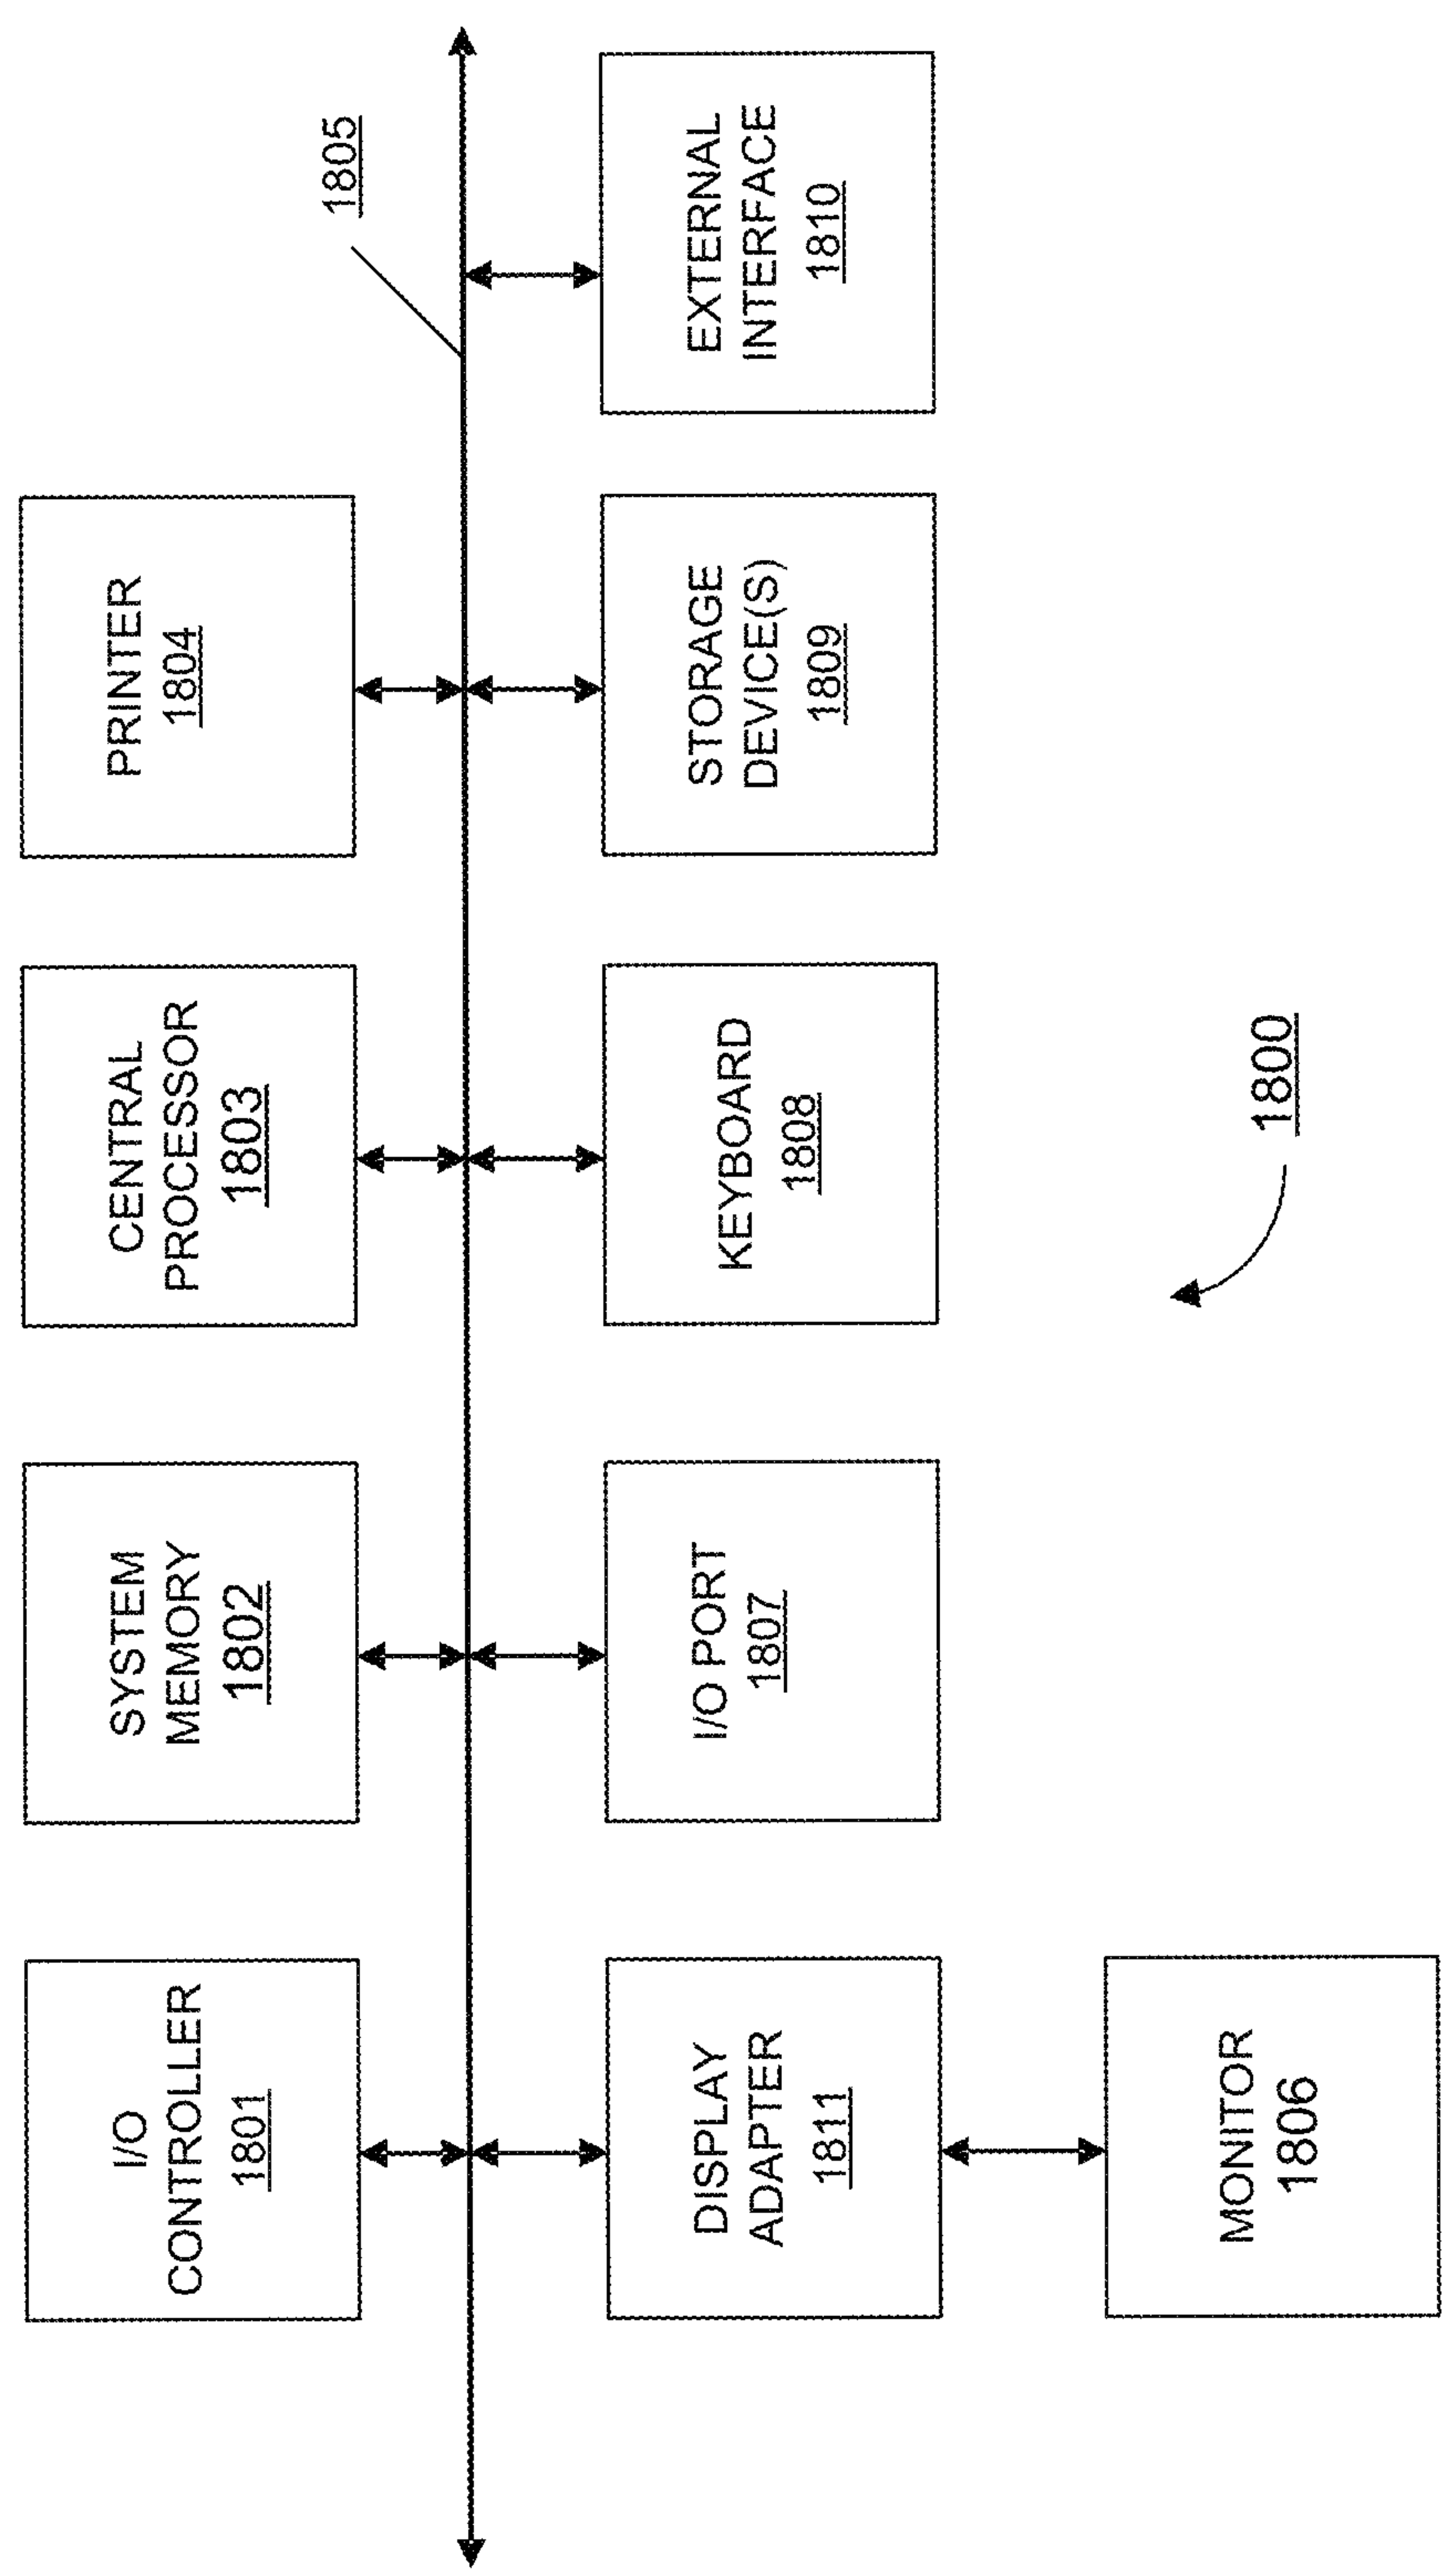 I/O
CONTROLLER
1801
SYSTEM
MEMORY
1802
CENTRAL
PROCESSOR
1803
PRINTER
1804
1805
DISPLAY
ADAPTER
1811
I/O PORT
1807
KEYBOARD
1808
STORAGE
DEVICE(S)
1809
EXTERNAL
INTERFACE
1810
MONITOR
1806
1800